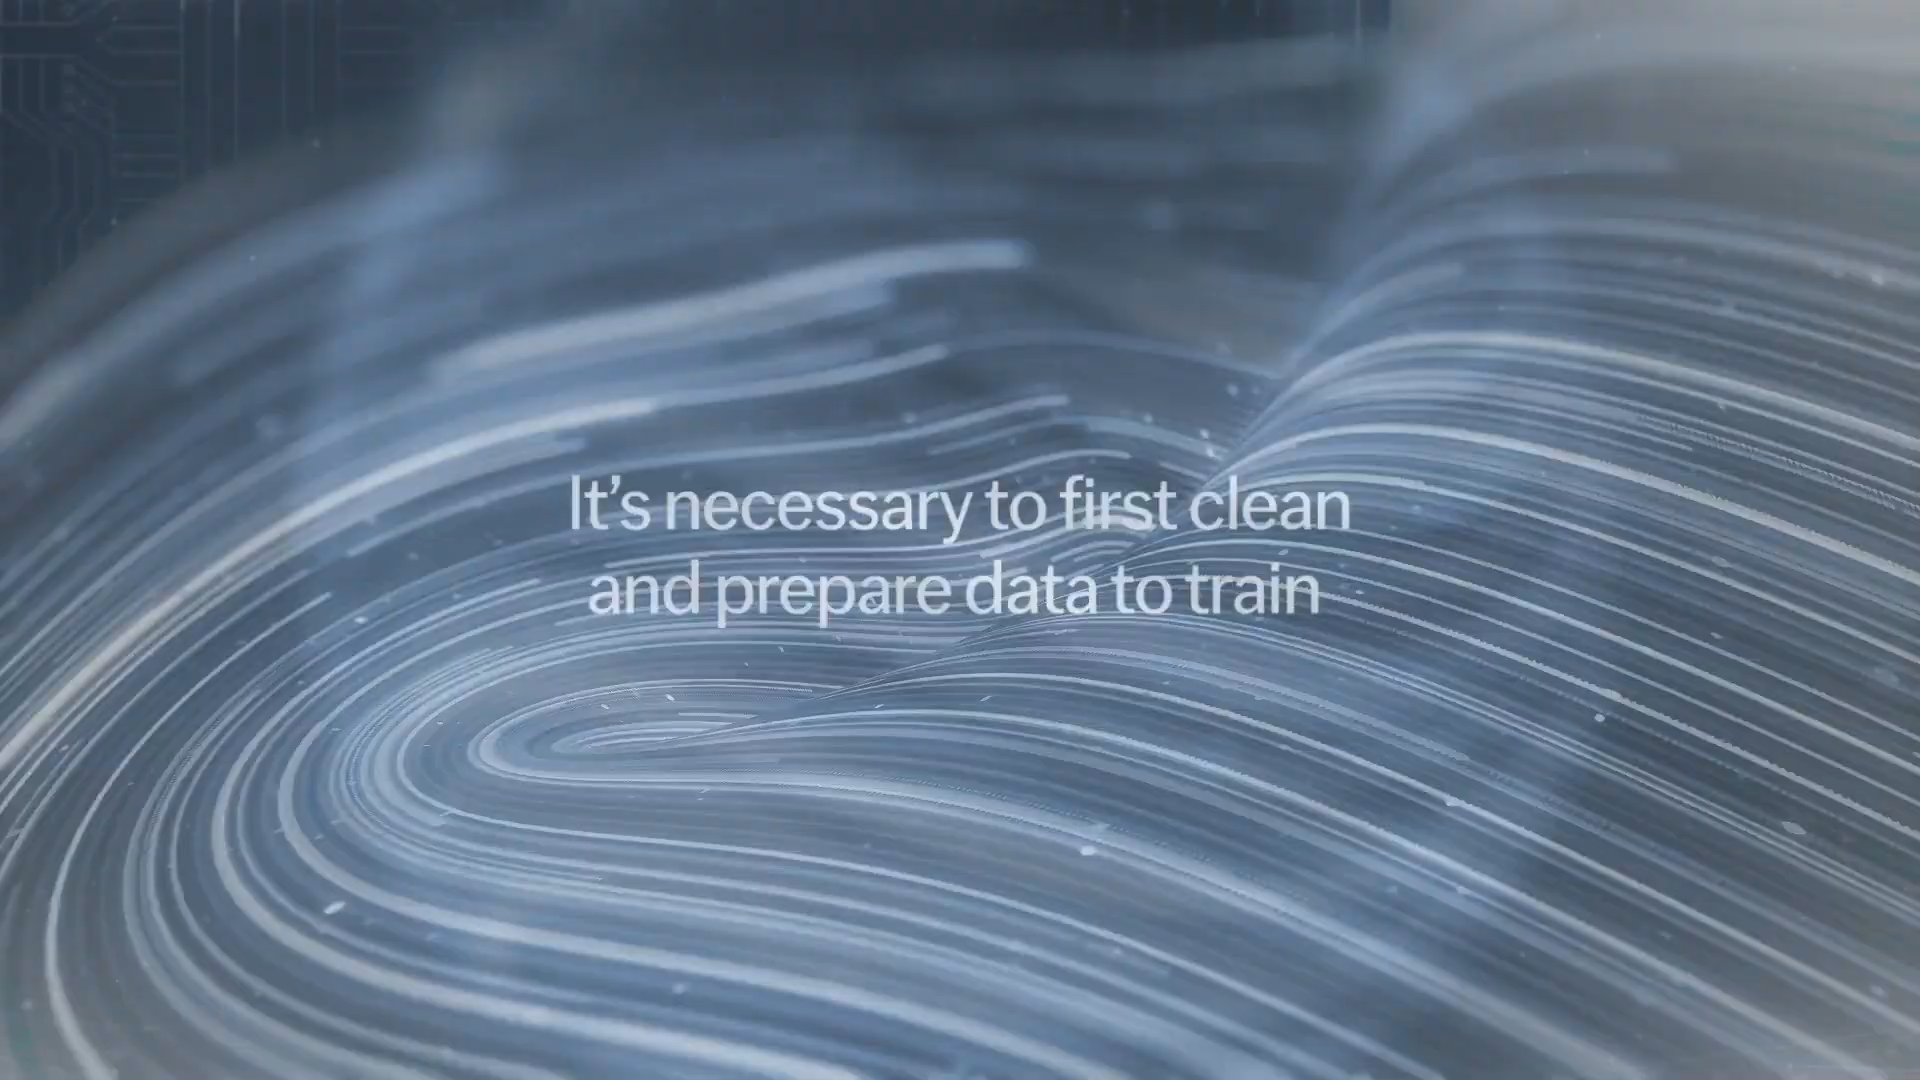 It’s necessary to first clean
and prepare data to train